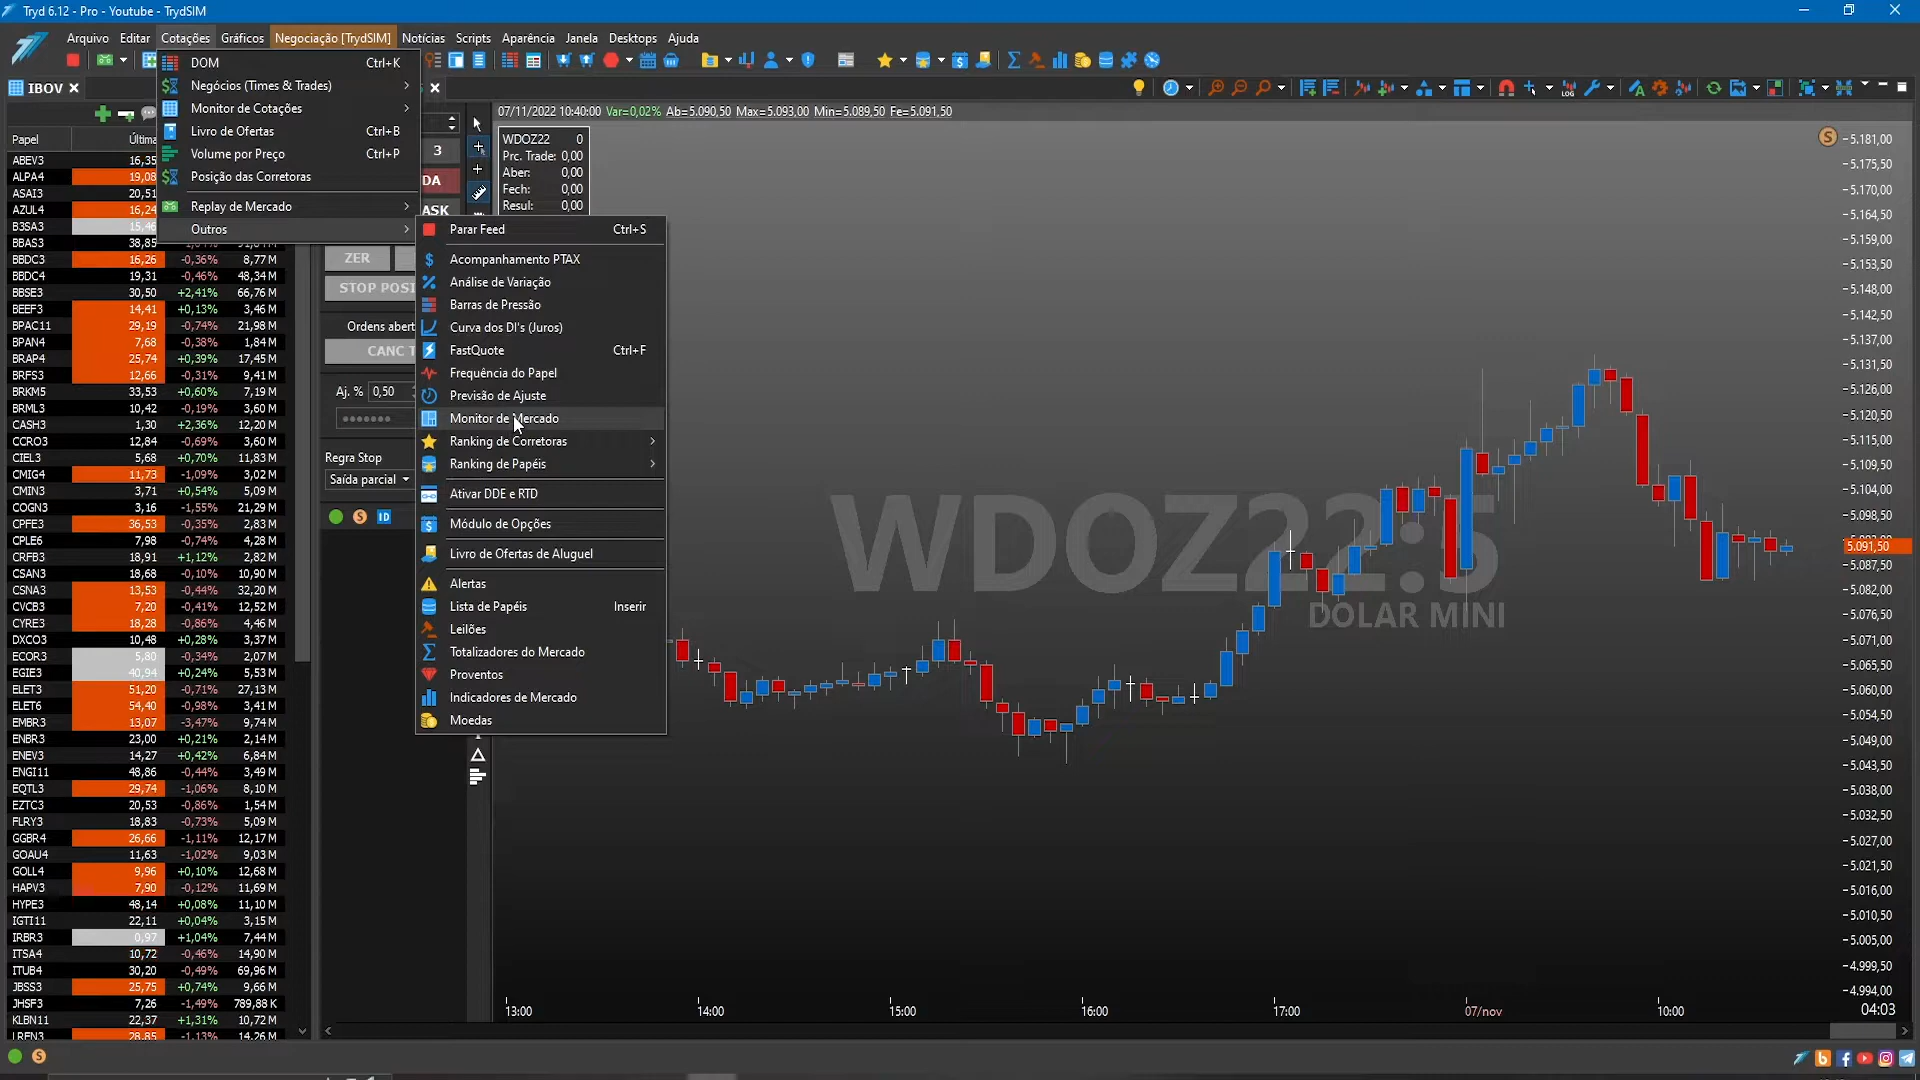 Tryd 6.12 - Pro - Youtube - TrydSIM
Arquivo Editar Cotações Gráficos Negociação [TrydSIM] Notícias Scripts Aparência Janela Desktops Ajuda
IBOV
DOM Ctrl+K
Negócios (Times & Trades)
Monitor de Cotações
Livro de Ofertas Ctrl+B
Volume por Preço Ctrl+P
Posição das Corretoras
Replay de Mercado
Outros
Parar Feed Ctrl+S
Acompanhamento PTAX
Análise de Variação
Barras de Pressão
Curva dos DI's (Juros)
FastQuote Ctrl+F
Frequência do Papel
Previsão de Ajuste
Monitor de Mercado
Ranking de Corretoras
Ranking de Papéis
Ativar DDE e RTD
Módulo de Opções
Livro de Ofertas de Aluguel
Alertas
Lista de Papéis Inserir
Leilões
Totalizadores do Mercado
Proventos
Indicadores de Mercado
Moedas
Papel
ABEV3 16,35
ALPA4 19,08
ASAI3 20,51
AZUL4 16,24
B3SA3 15,46
BBAS3 38,85
BBDC3 16,26 -0,36% 8,77 M
BBDC4 19,31 -0,46% 48,34 M
BBSE3 30,50 +2,41% 66,76 M
BEEF3 14,41 +0,13% 3,46 M
BPAC11 29,19 -0,74% 21,98 M
BPAN4 7,68 -0,38% 1,84 M
BRAP4 25,74 +0,39% 17,45 M
BRFS3 12,66 -0,31% 9,41 M
BRKM5 33,53 +0,60% 7,19 M
BRML3 10,42 -0,19% 3,60 M
CASH3 1,30 +2,36% 12,20 M
CCRO3 12,84 -0,69% 3,60 M
CIEL3 5,68 +0,70% 11,83 M
CMIG4 11,73 -1,09% 3,02 M
CMIN3 3,71 +0,54% 5,09 M
COGN3 3,16 -1,55% 21,29 M
CPFE3 36,53 -0,35% 2,83 M
CPLE6 7,98 -0,74% 4,28 M
CRFB3 18,91 +1,12% 2,82 M
CSAN3 18,68 -0,10% 10,90 M
CSNA3 13,53 -0,44% 32,20 M
CVCB3 7,20 -0,41% 12,52 M
CYRE3 18,28 -0,86% 4,46 M
DXCO3 10,48 +0,28% 3,37 M
ECOR3 5,80 -0,34% 2,07 M
EGIE3 40,94 +0,24% 5,53 M
ELET3 51,20 -0,71% 27,13 M
ELET6 54,40 -0,98% 3,41 M
EMBR3 13,07 -3,47% 9,74 M
ENBR3 23,00 +0,21% 2,14 M
ENEV3 14,27 +0,42% 6,84 M
ENGI11 48,86 -0,44% 3,49 M
EQTL3 29,74 -1,06% 8,10 M
EZTC3 20,53 -0,86% 1,54 M
FLRY3 18,83 -0,73% 5,09 M
GGBR4 26,66 -1,11% 12,17 M
GOAU4 11,63 -1,02% 9,03 M
GOLL4 9,96 +0,10% 12,68 M
HAPV3 7,90 -0,12% 11,69 M
HYPE3 48,14 +0,08% 11,10 M
IGTI11 22,11 +0,04% 3,15 M
IRBR3 0,97 +1,04% 7,44 M
ITSA4 10,72 -0,46% 14,90 M
ITUB4 30,20 -0,49% 69,96 M
JBSS3 25,75 +0,74% 9,66 M
JHSF3 7,26 -1,49% 789,88 K
KLBN11 22,37 +1,31% 10,72 M
LREN3 28,85 -1,13% 14,26 M
3
DA
ASK
ZER
STOP POSI
Ordens abert
CANC T
Aj. % 0,50
Regra Stop
Saída parcial
S ID
07/11/2022 10:40:00 Var=0,02% Ab=5.090,50 Max=5.093,00 Min=5.089,50 Fe=5.091,50
WDOZ22 0
Prc. Trade: 0,00
Aber: 0,00
Fech: 0,00
Resul: 0,00
WDOZ22:5
DOLAR MINI
S
5.181,00
5.175,50
5.170,00
5.164,50
5.159,00
5.153,50
5.148,00
5.142,50
5.137,00
5.131,50
5.126,00
5.120,50
5.115,00
5.109,50
5.104,00
5.098,50
5.091,50
5.087,50
5.082,00
5.076,50
5.071,00
5.065,50
5.060,00
5.054,50
5.049,00
5.043,50
5.038,00
5.032,50
5.027,00
5.021,50
5.016,00
5.010,50
5.005,00
4.999,50
4.994,00
13:00 14:00 15:00 16:00 17:00 07/nov 10:00 04:03